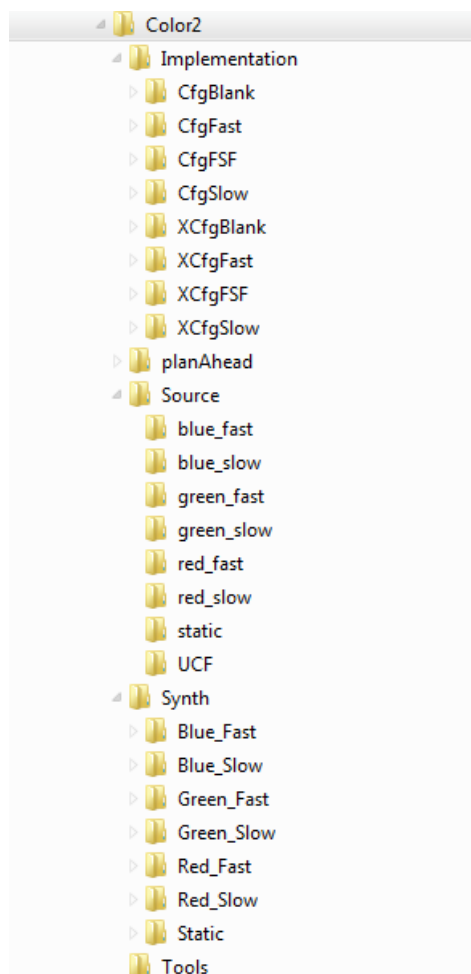 Color2
Implementation
CfgBlank
CfgFast
CfgFSF
CfgSlow
XCfgBlank
XCfgFast
XCfgFSF
XCfgSlow
planAhead
Source
blue_fast
blue_slow
green_fast
green_slow
red_fast
red_slow
static
UCF
Synth
Blue_Fast
Blue_Slow
Green_Fast
Green_Slow
Red_Fast
Red_Slow
Static
Tools